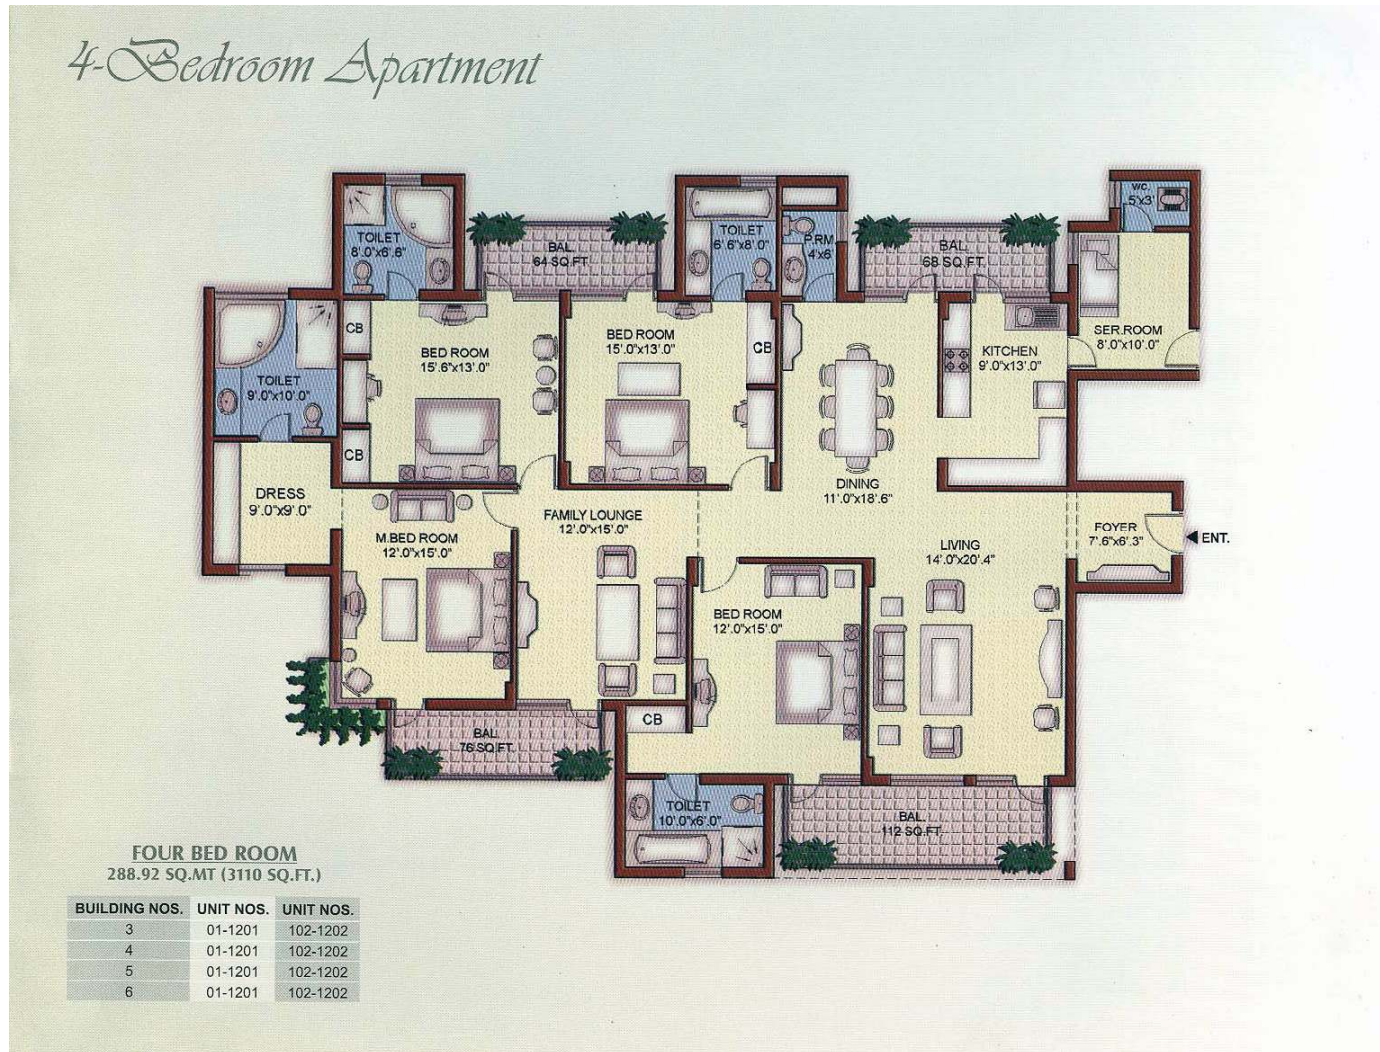 4-Bedroom Apartment
WC.
5'x3'
TOILET
8'.0"x6'.6"
BAL.
64 SQ.FT.
TOILET
6'.6"x8'.0"
P.RM
4'x6'
BAL.
68 SQ.FT.
SER.ROOM
8'.0"x10'.0"
CB
BED ROOM
15'.6"x13'.0"
BED ROOM
15'.0"x13'.0"
CB
KITCHEN
9'.0"x13'.0"
TOILET
9'.0"x10'.0"
CB
DRESS
9'.0"x9'.0"
DINING
11'.0"x18'.6"
M.BED ROOM
12'.0"x15'.0"
FAMILY LOUNGE
12'.0"x15'.0"
LIVING
14'.0"x20'.4"
FOYER
7'.6"x6'.3"
ENT.
BED ROOM
12'.0"x15'.0"
CB
BAL.
76 SQ.FT.
TOILET
10'.0"x6'.0"
BAL.
112 SQ.FT.
FOUR BED ROOM
288.92 SQ.MT (3110 SQ.FT.)
BUILDING NOS. UNIT NOS. UNIT NOS.
3 01-1201 102-1202
4 01-1201 102-1202
5 01-1201 102-1202
6 01-1201 102-1202